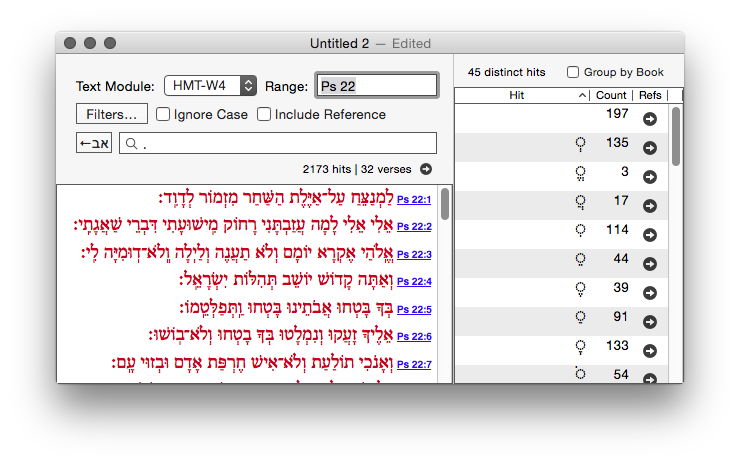 Untitled 2 — Edited
Text Module: HMT-W4 Range: Ps 22
Filters... Ignore Case Include Reference
אב← .
2173 hits | 32 verses
Ps 22:1 לַמְנַצֵּחַ עַל־אַיֶּלֶת הַשַּׁחַר מִזְמוֹר לְדָוִֽד׃
Ps 22:2 אֵלִי אֵלִי לָמָה עֲזַבְתָּנִי רָחוֹק מִֽישׁוּעָתִי דִּבְרֵי שַׁאֲגָתִֽי׃
Ps 22:3 אֱֽלֹהַי אֶקְרָא יוֹמָם וְלֹא תַעֲנֶה וְלַיְלָה וְֽלֹא־דֽוּמִיָּה לִֽי׃
Ps 22:4 וְאַתָּה קָדוֹשׁ יוֹשֵׁב תְּהִלּוֹת יִשְׂרָאֵֽל׃
Ps 22:5 בְּךָ בָּטְחוּ אֲבֹתֵינוּ בָּטְחוּ וַֽתְּפַלְּטֵֽמוֹ׃
Ps 22:6 אֵלֶיךָ זָעֲקוּ וְנִמְלָטוּ בְּךָ בָטְחוּ וְלֹא־בֽוֹשׁוּ׃
Ps 22:7 וְאָנֹכִי תוֹלַעַת וְלֹא־אִישׁ חֶרְפַּת אָדָם וּבְזוּי עָֽם׃
45 distinct hits Group by Book
Hit Count Refs
197
ְ 135
ֱ 3
ֲ 17
ִ 114
ֵ 44
ֶ 39
ַ 91
ָ 133
ֹ 54